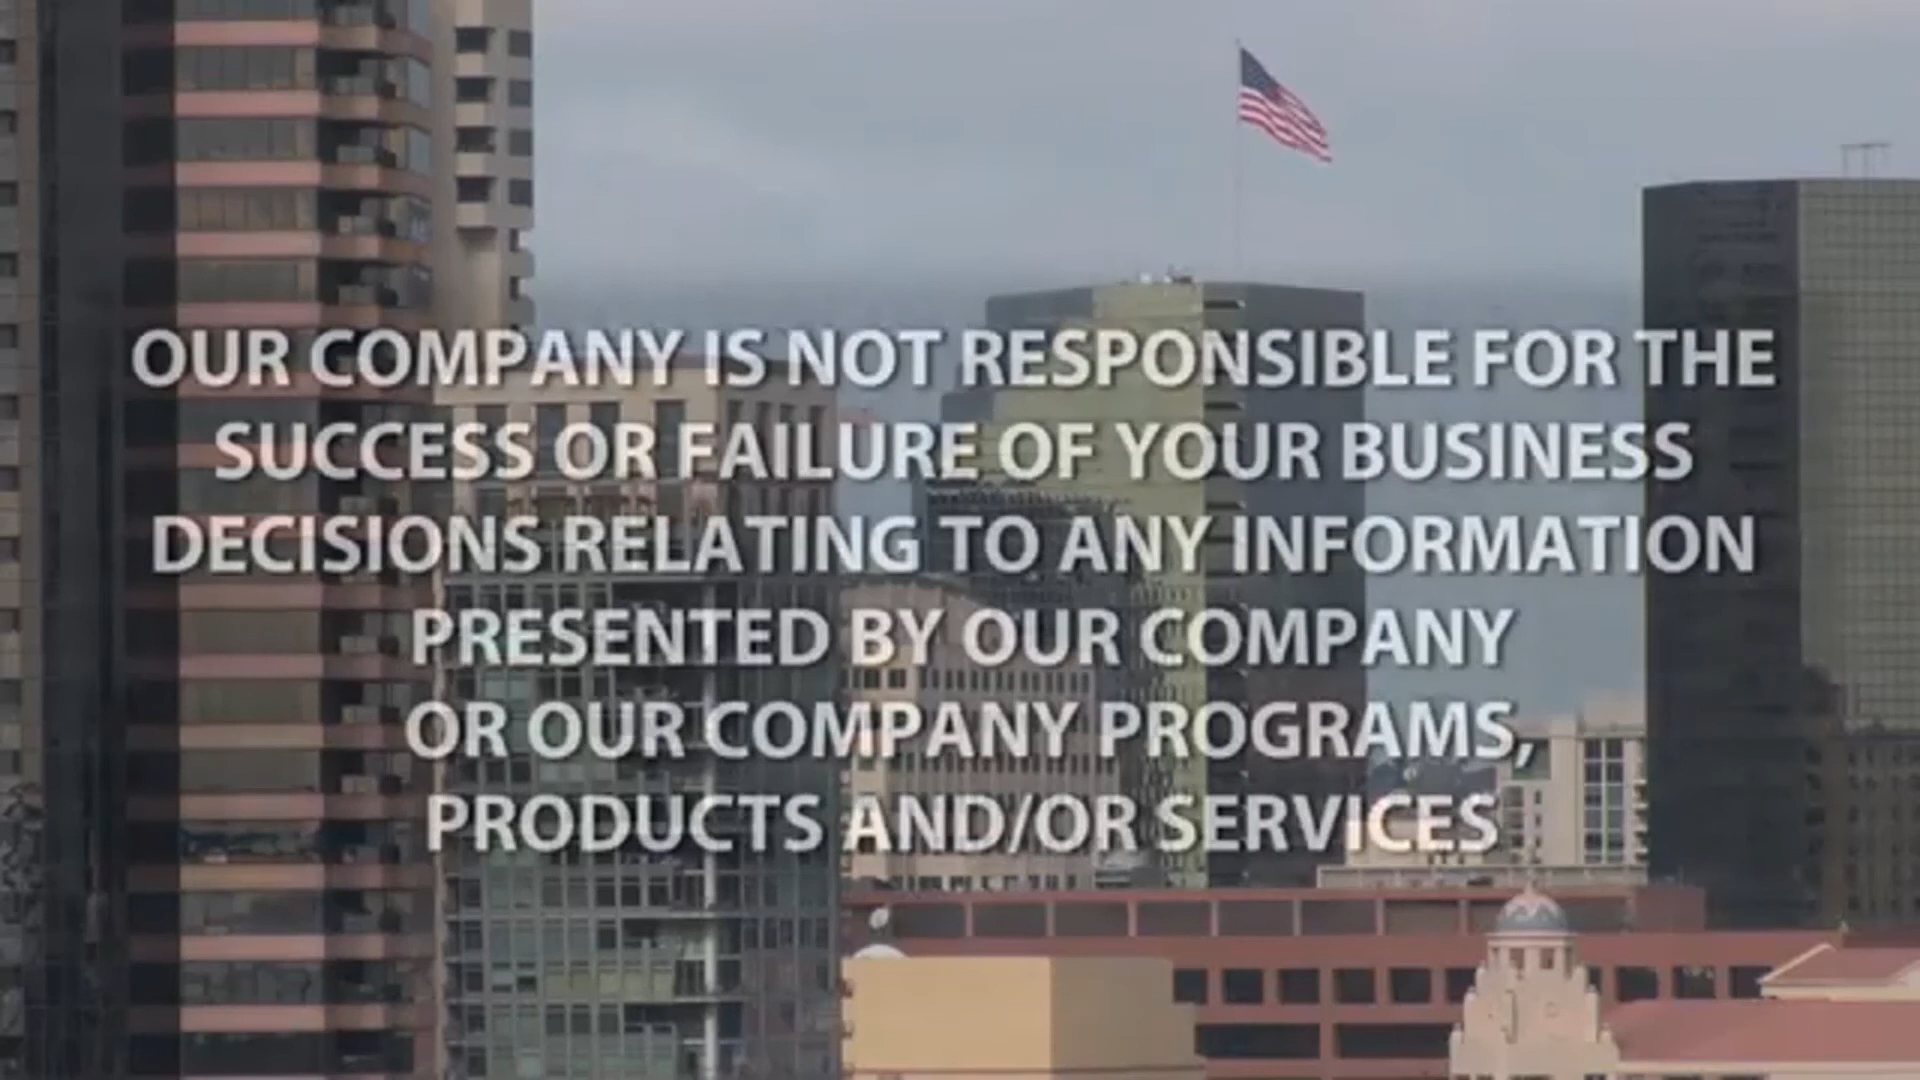 OUR COMPANY IS NOT RESPONSIBLE FOR THE
SUCCESS OR FAILURE OF YOUR BUSINESS
DECISIONS RELATING TO ANY INFORMATION
PRESENTED BY OUR COMPANY
OR OUR COMPANY PROGRAMS,
PRODUCTS AND/OR SERVICES